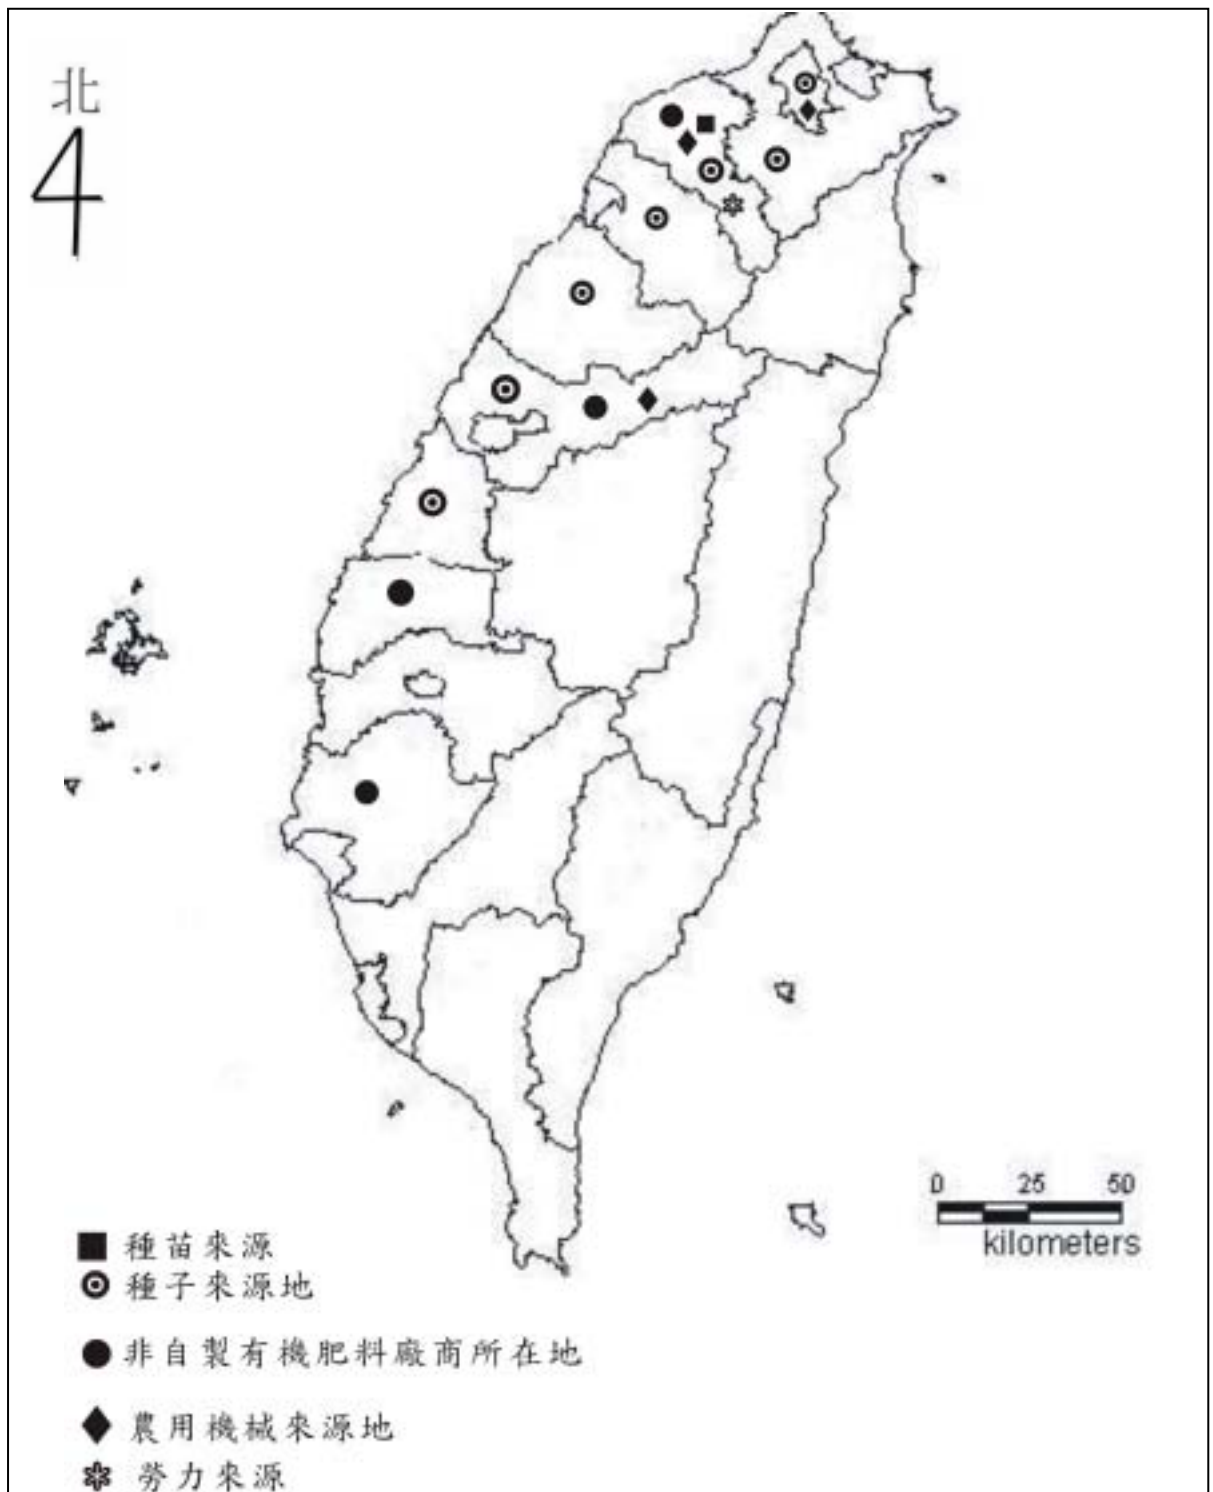 北
0 25 50
kilometers
種苗來源
種子來源地
非自製有機肥料廠商所在地
農用機械來源地
勞力來源